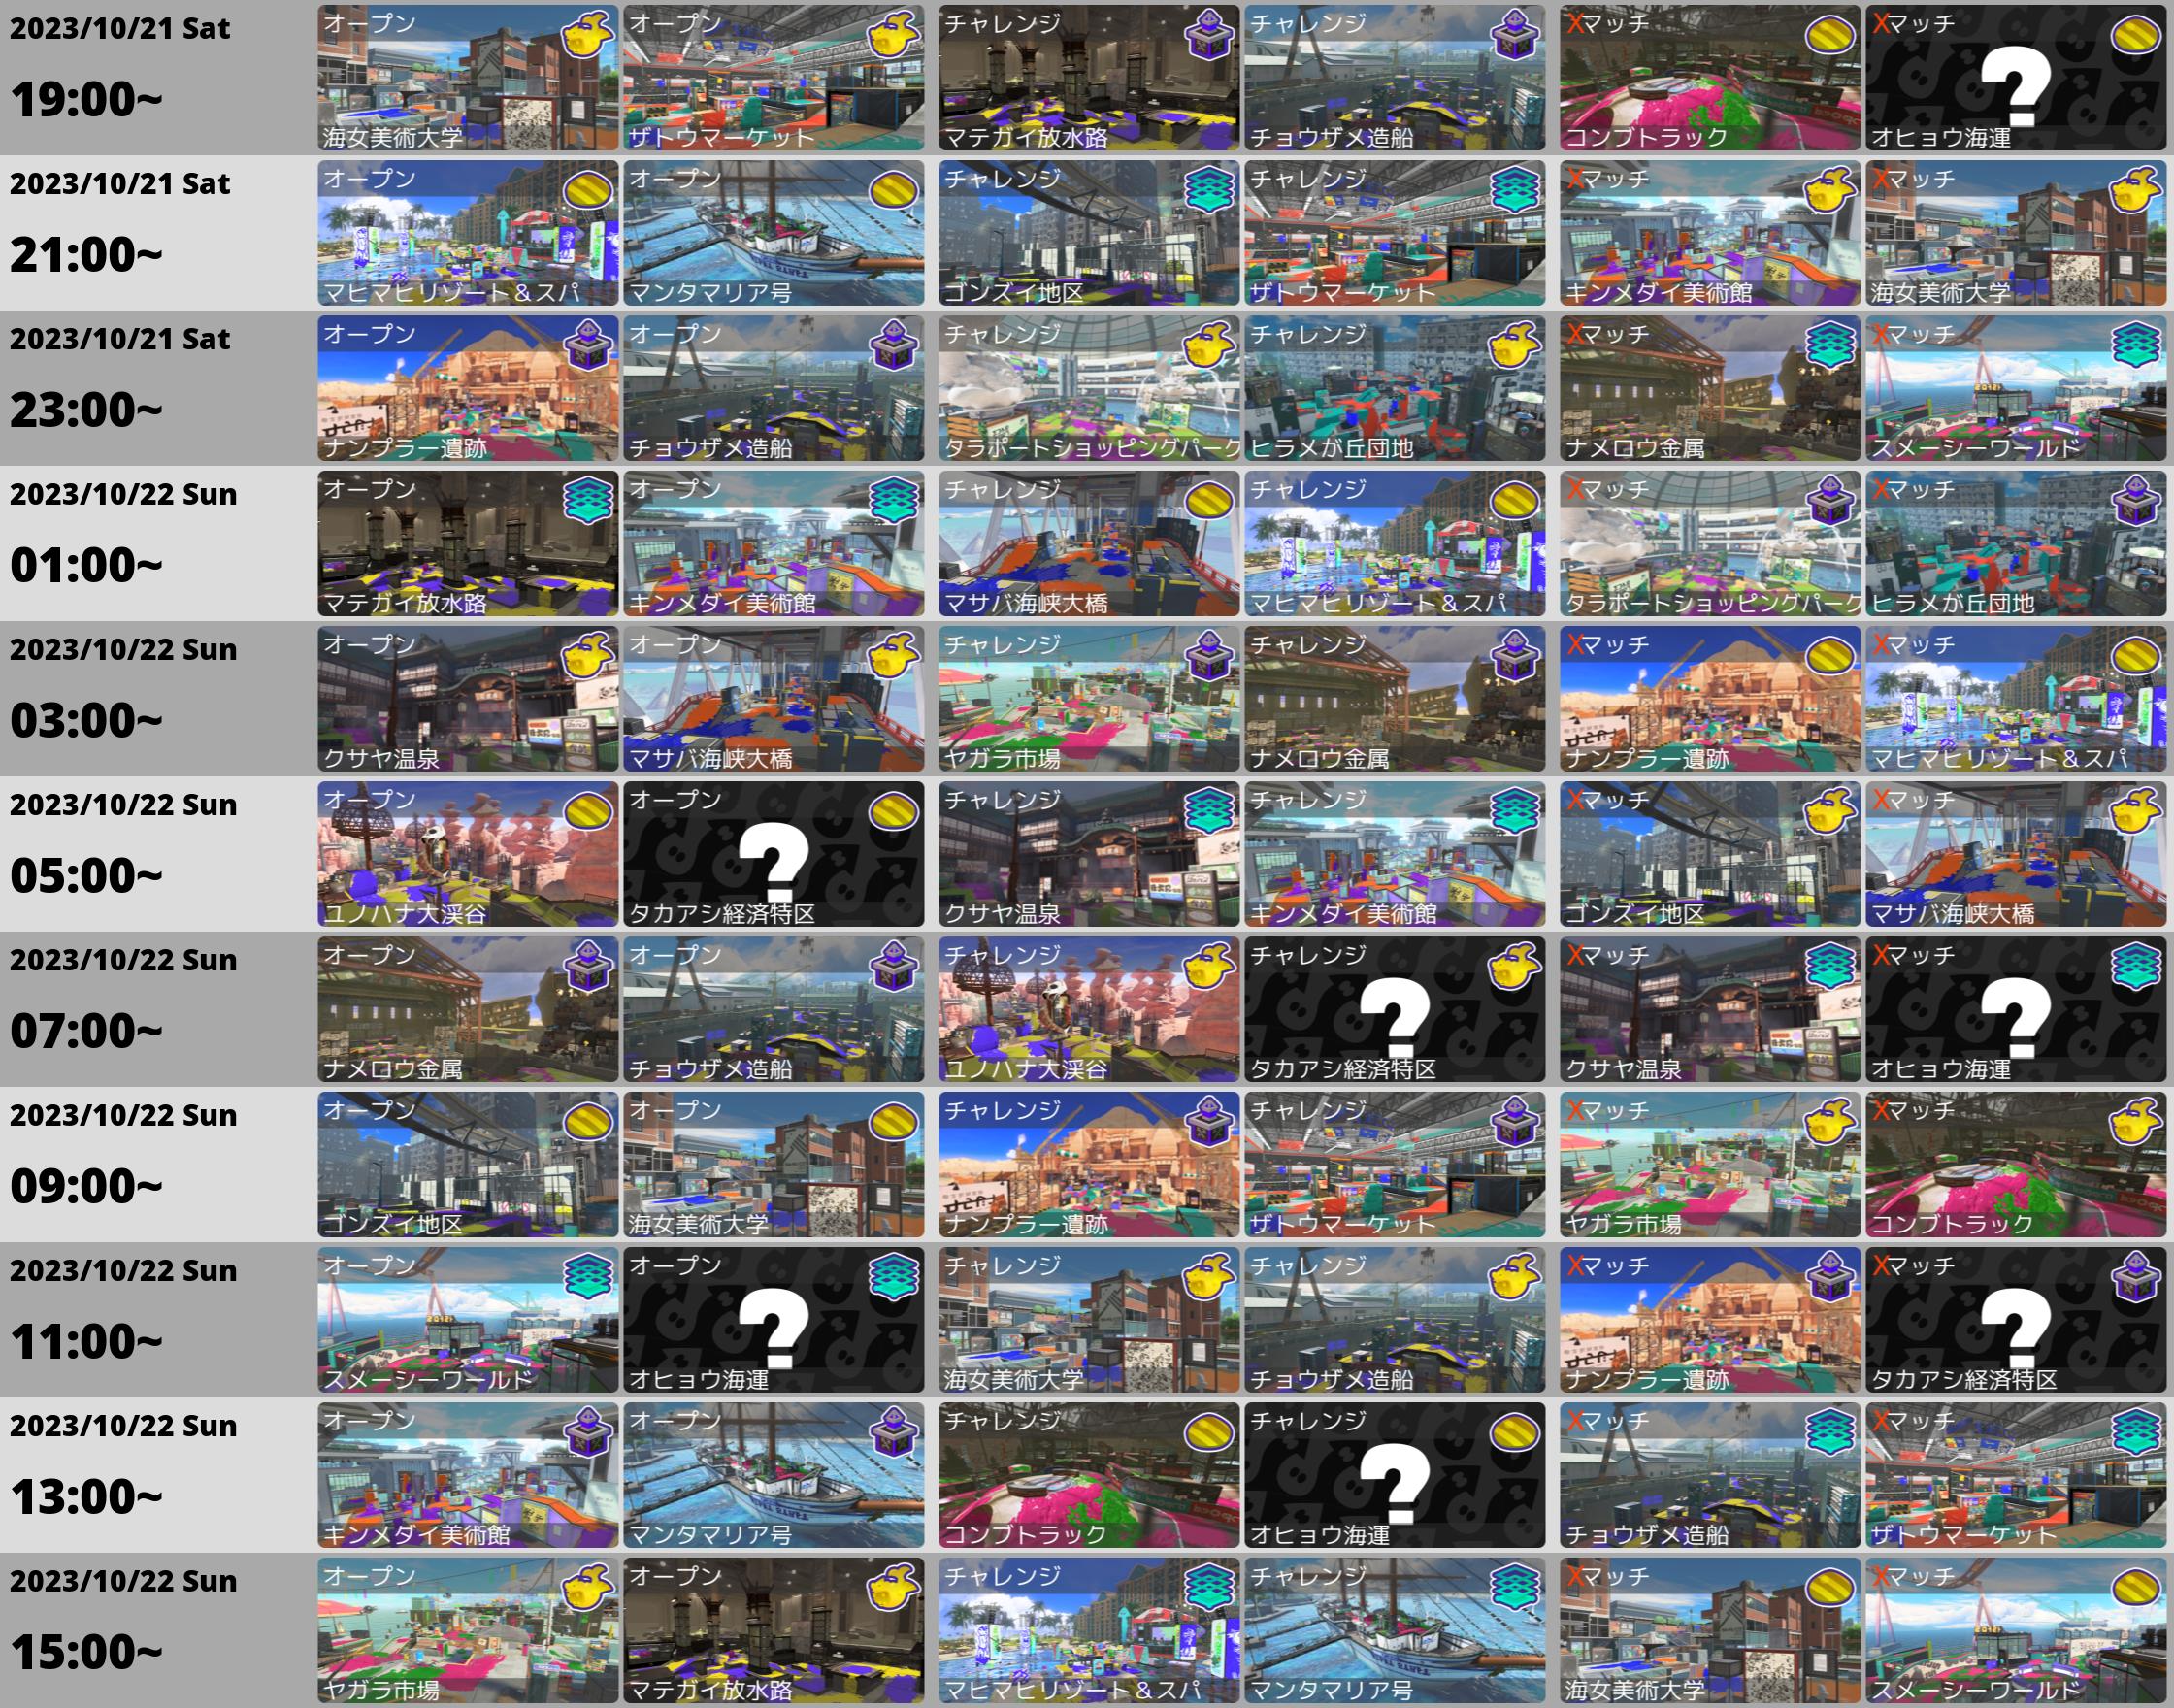 2023/10/21 Sat
19:00~
オープン
海女美術大学
オープン
ザトウマーケット
チャレンジ
マテガイ放水路
チャレンジ
チョウザメ造船
Xマッチ
コンブトラック
Xマッチ
オヒョウ海運
2023/10/21 Sat
21:00~
オープン
マヒマヒリゾート&スパ
オープン
マンタマリア号
チャレンジ
ゴンズイ地区
チャレンジ
ザトウマーケット
Xマッチ
キンメダイ美術館
Xマッチ
海女美術大学
2023/10/21 Sat
23:00~
オープン
ナンプラー遺跡
オープン
チョウザメ造船
チャレンジ
タラポートショッピングパーク
チャレンジ
ヒラメが丘団地
Xマッチ
ナメロウ金属
Xマッチ
スメーシーワールド
2023/10/22 Sun
01:00~
オープン
マテガイ放水路
オープン
キンメダイ美術館
チャレンジ
マサバ海峡大橋
チャレンジ
マヒマヒリゾート&スパ
Xマッチ
タラポートショッピングパーク
Xマッチ
ヒラメが丘団地
2023/10/22 Sun
03:00~
オープン
クサヤ温泉
オープン
マサバ海峡大橋
チャレンジ
ヤガラ市場
チャレンジ
ナメロウ金属
Xマッチ
ナンプラー遺跡
Xマッチ
マヒマヒリゾート&スパ
2023/10/22 Sun
05:00~
オープン
ユノハナ大渓谷
オープン
タカアシ経済特区
チャレンジ
クサヤ温泉
チャレンジ
キンメダイ美術館
Xマッチ
ゴンズイ地区
Xマッチ
マサバ海峡大橋
2023/10/22 Sun
07:00~
オープン
ナメロウ金属
オープン
チョウザメ造船
チャレンジ
ユノハナ大渓谷
チャレンジ
タカアシ経済特区
Xマッチ
クサヤ温泉
Xマッチ
オヒョウ海運
2023/10/22 Sun
09:00~
オープン
ゴンズイ地区
オープン
海女美術大学
チャレンジ
ナンプラー遺跡
チャレンジ
ザトウマーケット
Xマッチ
ヤガラ市場
Xマッチ
コンブトラック
2023/10/22 Sun
11:00~
オープン
スメーシーワールド
オープン
オヒョウ海運
チャレンジ
海女美術大学
チャレンジ
チョウザメ造船
Xマッチ
ナンプラー遺跡
Xマッチ
タカアシ経済特区
2023/10/22 Sun
13:00~
オープン
キンメダイ美術館
オープン
マンタマリア号
チャレンジ
コンブトラック
チャレンジ
オヒョウ海運
Xマッチ
チョウザメ造船
Xマッチ
ザトウマーケット
2023/10/22 Sun
15:00~
オープン
ヤガラ市場
オープン
マテガイ放水路
チャレンジ
マヒマヒリゾート&スパ
チャレンジ
マンタマリア号
Xマッチ
海女美術大学
Xマッチ
スメーシーワールド